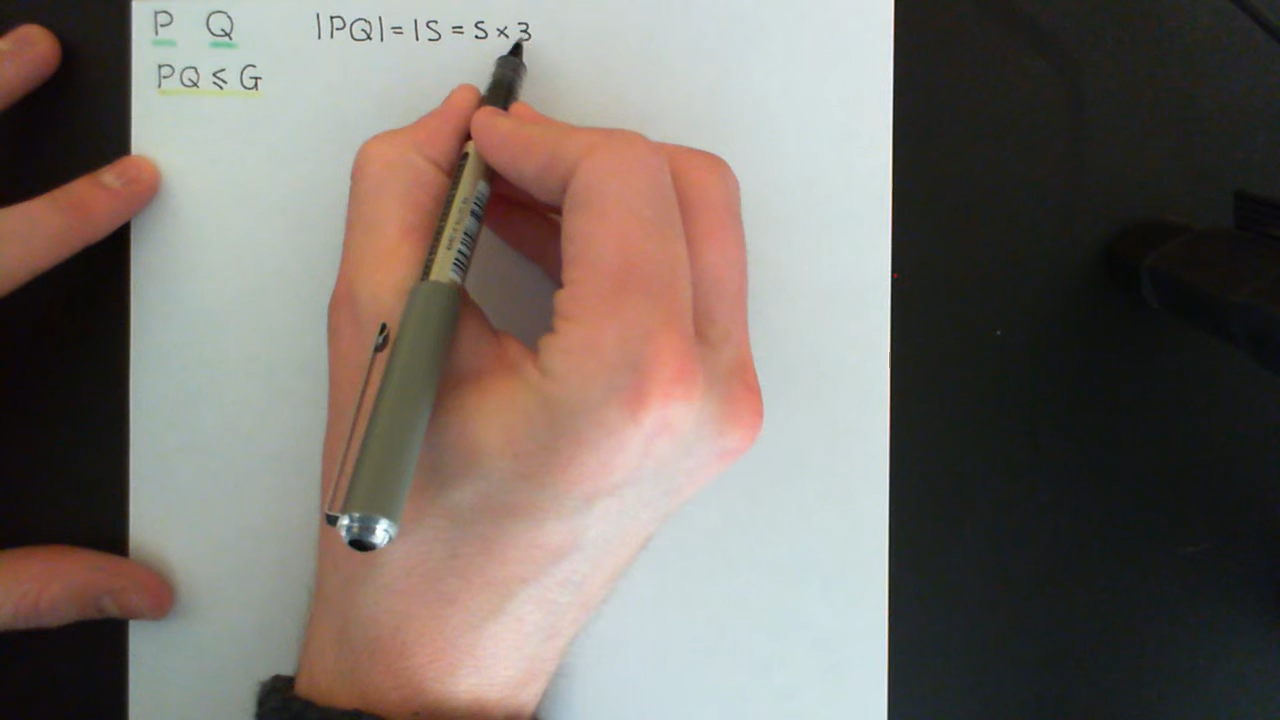 P Q |PQ| = 15 = 5 × 3
PQ ⩽ G